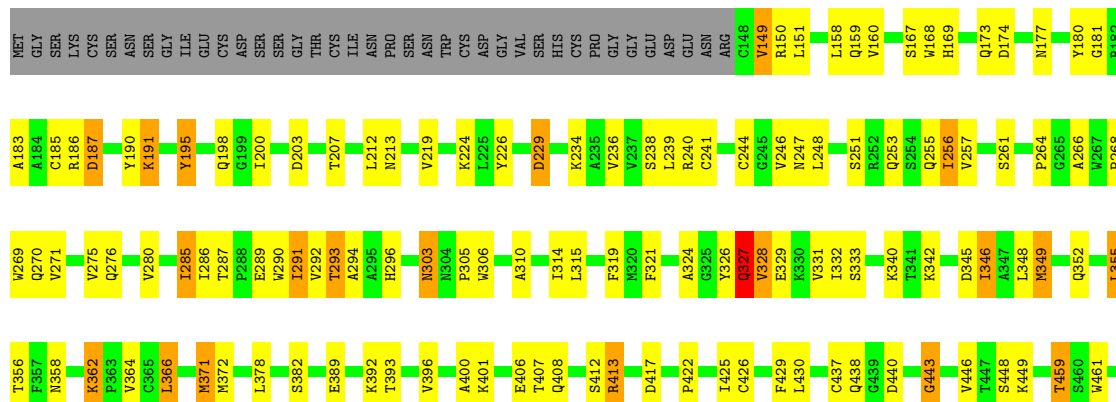 MET GLY SER LYS CYS SER ASN SER GLY ILE GLU CYS ASP SER SER GLY THR CYS ILE ASN PRO SER ASN TRP CYS ASP GLY VAL SER HIS CYS PRO GLY GLY GLU ASP GLU ASN ARG C148 V149 R150 L151 L158 Q159 V160 S167 W168 H169 Q173 D174 N177 Y180 G181
A183 A184 C185 R186 D187 Y190 K191 Y195 Q198 G199 I200 D203 T207 L212 N213 V219 K224 L225 Y226 D229 K234 A235 V236 V237 S238 L239 R240 C241 C244 G245 V246 N247 L248 S251 R252 Q253 S254 Q255 I256 V257 S261 P264 G265 A266 W267
W269 Q270 V271 V275 Q276 V280 I285 I286 T287 P288 E289 W290 I291 V292 T293 A294 A295 H296 N303 N304 P305 W306 A310 I314 L315 F319 M320 F321 A324 G325 Y326 Q327 V328 E329 K330 V331 I332 S333 K340 T341 K342 D345 I346 A347 L348 M349 Q352
T356 F357 N358 K362 P363 V364 C365 L366 M371 M372 L378 S382 E389 K392 T393 V396 A400 K401 E406 T407 Q408 S412 R413 D417 P422 I425 C426 F429 L430 C437 Q438 G439 D440 G443 V446 T447 S448 K449 T459 S460 W461